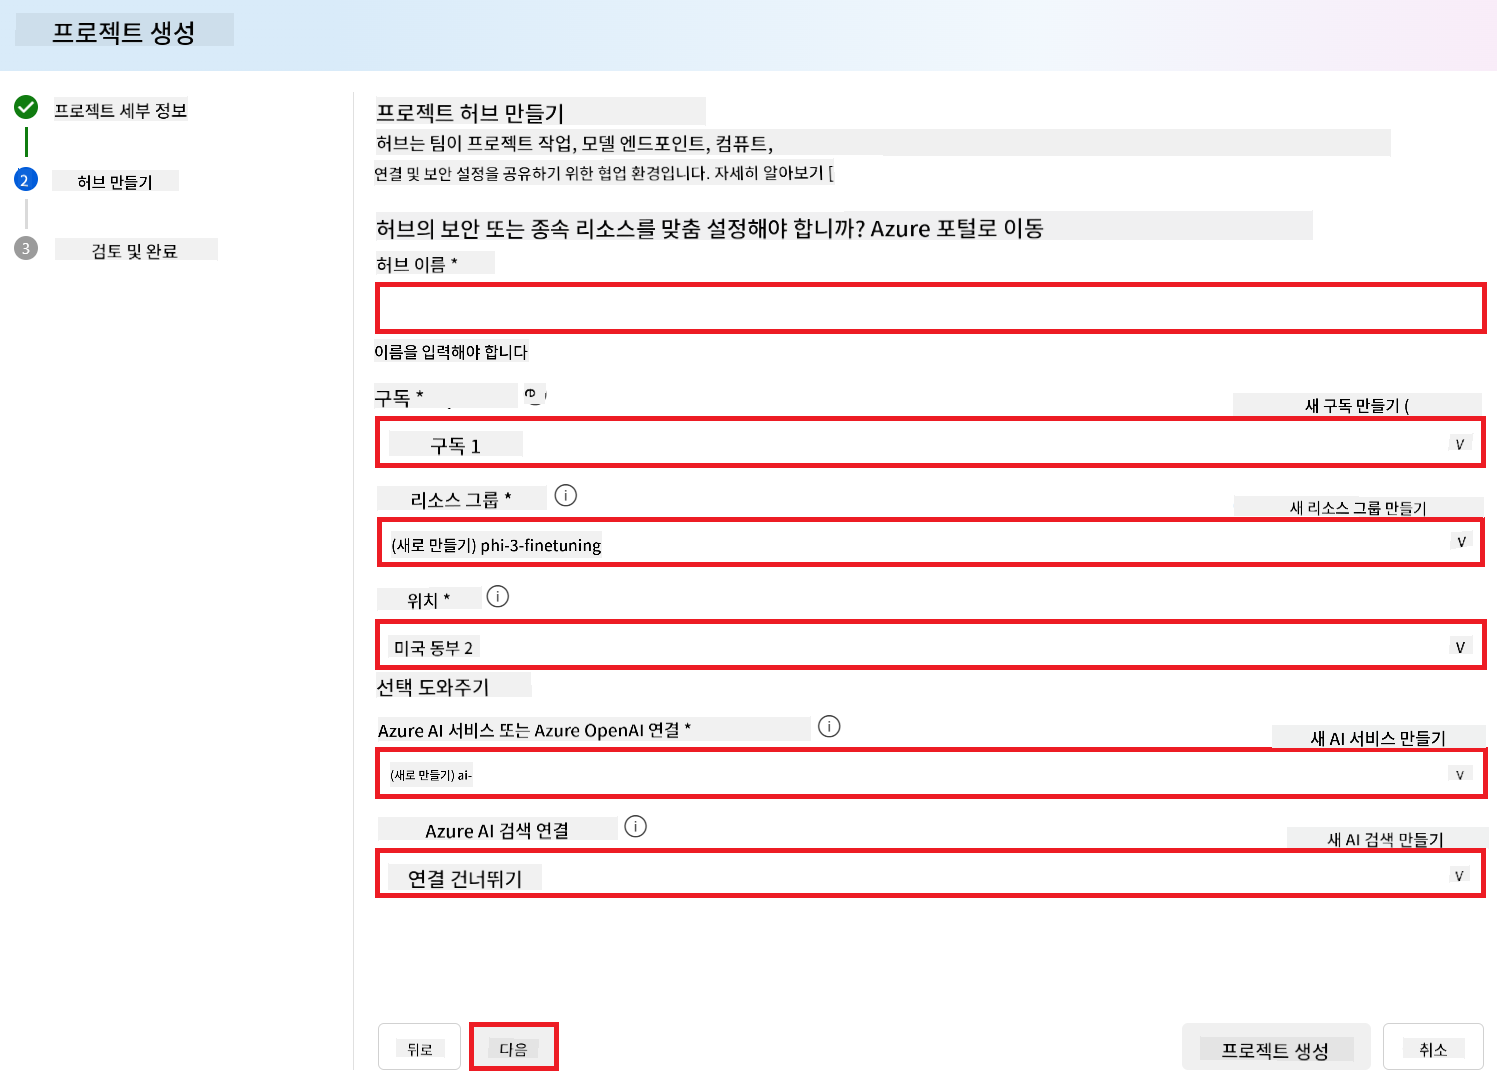 프로젝트 생성
프로젝트 세부 정보
2
허브 만들기
3
검토 및 완료
프로젝트 허브 만들기
허브는 팀이 프로젝트 작업, 모델 엔드포인트, 컴퓨트,
연결 및 보안 설정을 공유하기 위한 협업 환경입니다. 자세히 알아보기 [
허브의 보안 또는 종속 리소스를 맞춤 설정해야 합니까? Azure 포털로 이동
허브 이름 *
이름을 입력해야 합니다
구독 *
새 구독 만들기 (
구독 1
v
리소스 그룹 *
새 리소스 그룹 만들기
(새로 만들기) phi-3-finetuning
v
위치 *
미국 동부 2
v
선택 도와주기
Azure AI 서비스 또는 Azure OpenAI 연결 *
새 AI 서비스 만들기
(새로 만들기) ai-
v
Azure AI 검색 연결
새 AI 검색 만들기
연결 건너뛰기
v
뒤로
다음
프로젝트 생성
취소